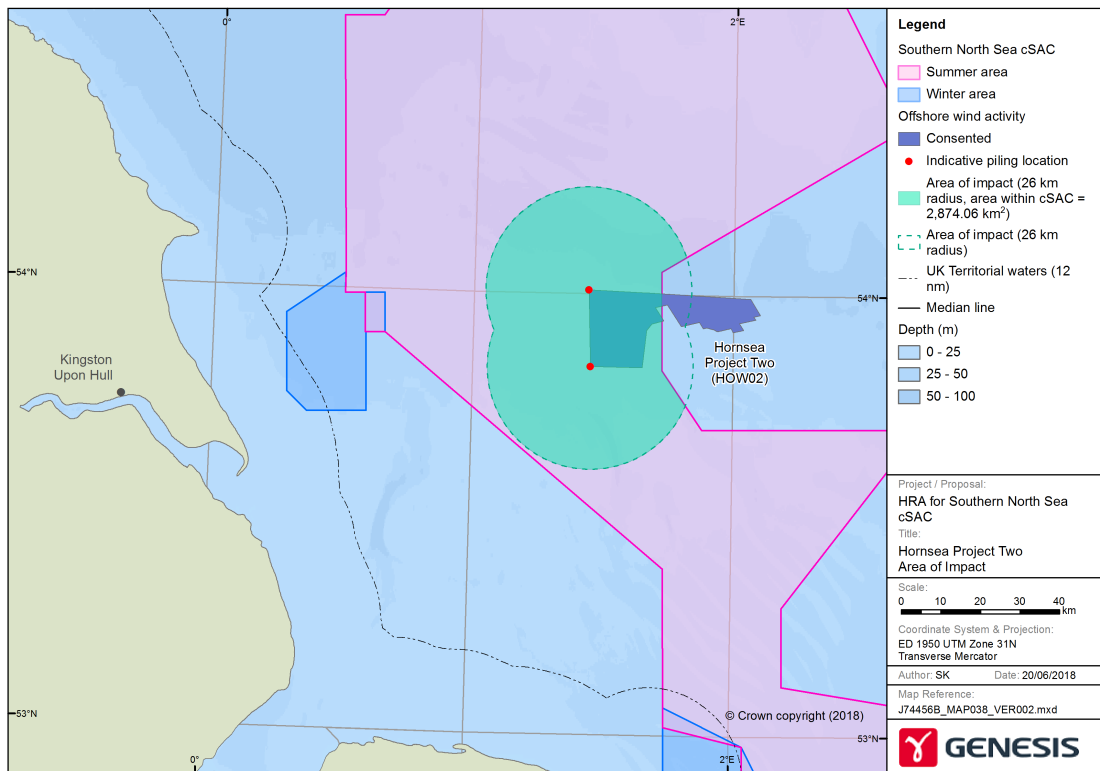 0°
2°E
54°N
54°N
Kingston
Upon Hull
Hornsea
Project Two
(HOW02)
© Crown copyright (2018)
53°N
53°N
0°
2°E
Legend
Southern North Sea cSAC
Summer area
Winter area
Offshore wind activity
Consented
Indicative piling location
Area of impact (26 km
radius, area within cSAC =
2,874.06 km²)
Area of impact (26 km
radius)
UK Territorial waters (12
nm)
Median line
Depth (m)
0 - 25
25 - 50
50 - 100
Project / Proposal:
HRA for Southern North Sea
cSAC
Title:
Hornsea Project Two
Area of Impact
Scale:
0 10 20 30 40
km
Coordinate System & Projection:
ED 1950 UTM Zone 31N
Transverse Mercator
Author: SK Date: 20/06/2018
Map Reference:
J74456B_MAP038_VER002.mxd
GENESIS